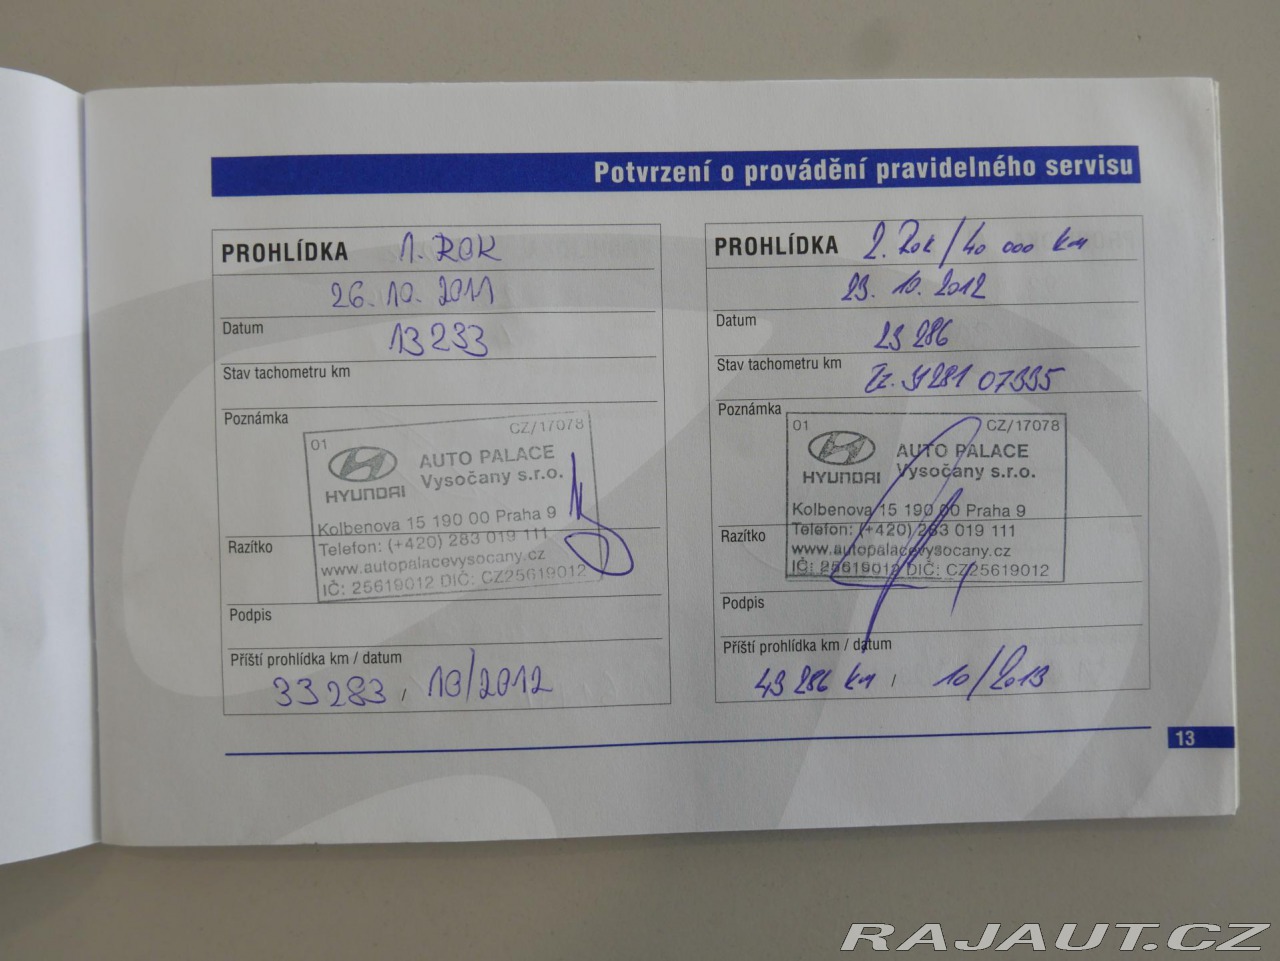 Potvrzení o provádění pravidelného servisu
PROHLÍDKA 1. ROK
26.10.2011
Datum
13 283
Stav tachometru km
Poznámka
01 CZ/17078
HYUNDAI
AUTO PALACE
Vysočany s.r.o.
Kolbenova 15 190 00 Praha 9
Telefon: (+420) 283 019 111
www.autopalacevysocany.cz
IČ: 25619012 DIČ: CZ25619012
Razítko
Podpis
Příští prohlídka km / datum
33 283 / 10/2012
PROHLÍDKA 2. Rok/40 000 km
23.10.2012
Datum
23 286
Stav tachometru km
Poznámka
01 CZ/17078
HYUNDAI
AUTO PALACE
Vysočany s.r.o.
Kolbenova 15 190 00 Praha 9
Telefon: (+420) 283 019 111
www.autopalacevysocany.cz
IČ: 25619012 DIČ: CZ25619012
Razítko
Podpis
Příští prohlídka km / datum
43 286 km / 10/2013
13
RAJAUT.CZ